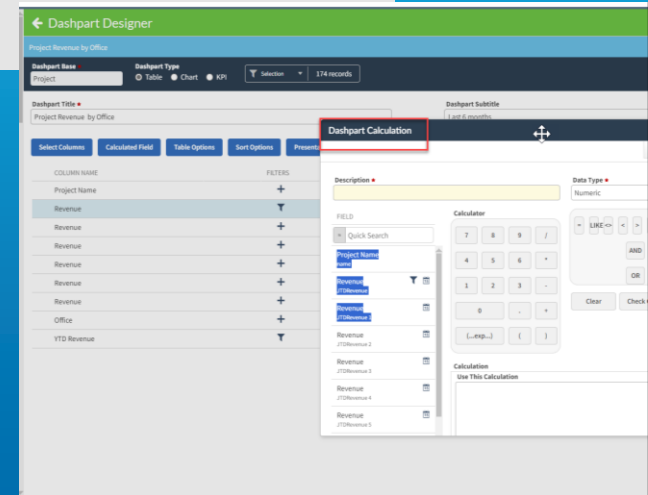 Dashpart Designer
Project Revenue by Office
Dashpart Base
Project
Dashpart Type
Table
Chart
KPI
Selection
174 records
Dashpart Title •
Project Revenue by Office
Dashpart Subtitle
Last 6 months
Select Columns
Calculated Field
Table Options
Sort Options
Presenta
COLUMN NAME
FILTERS
Project Name
+
Revenue
Revenue
+
Revenue
+
Revenue
+
Revenue
+
Revenue
+
Office
+
YTD Revenue
Dashpart Calculation
Description •
Data Type •
Numeric
FIELD
Quick Search
Project Name
name
Revenue
JTDRevenue
Revenue
JTDRevenue 1
Revenue
JTDRevenue 2
Revenue
JTDRevenue 3
Revenue
JTDRevenue 4
Revenue
JTDRevenue 5
Calculator
7 8 9 /
4 5 6 *
1 2 3 -
0 . +
(...exp...) ( )
= LIKE <> < >
AND
OR
Clear
Check
Calculation
Use This Calculation